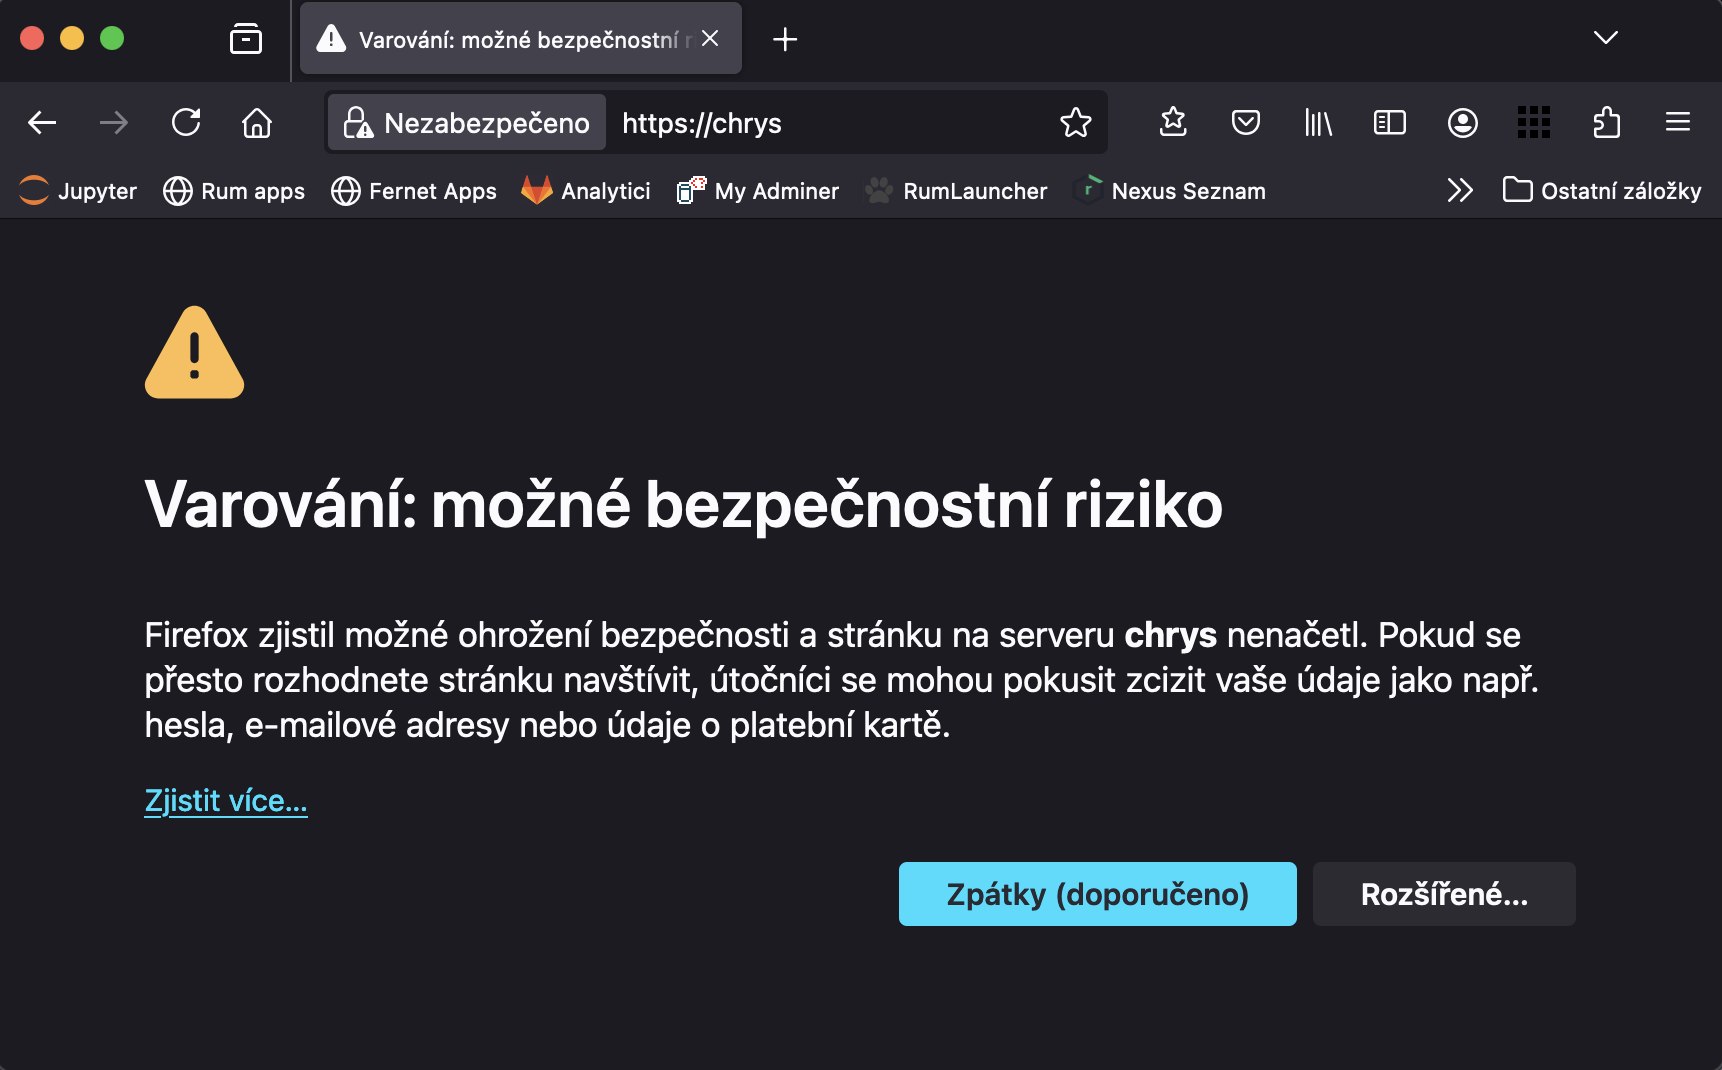 Varování: možné bezpečnostní r
Nezabezpečeno https://chrys
Jupyter Rum apps Fernet Apps Analytici My Adminer RumLauncher Nexus Seznam Ostatní záložky
Varování: možné bezpečnostní riziko
Firefox zjistil možné ohrožení bezpečnosti a stránku na serveru chrys nenačetl. Pokud se
přesto rozhodnete stránku navštívit, útočníci se mohou pokusit zcizit vaše údaje jako např.
hesla, e-mailové adresy nebo údaje o platební kartě.
Zjistit více...
Zpátky (doporučeno) Rozšířené...